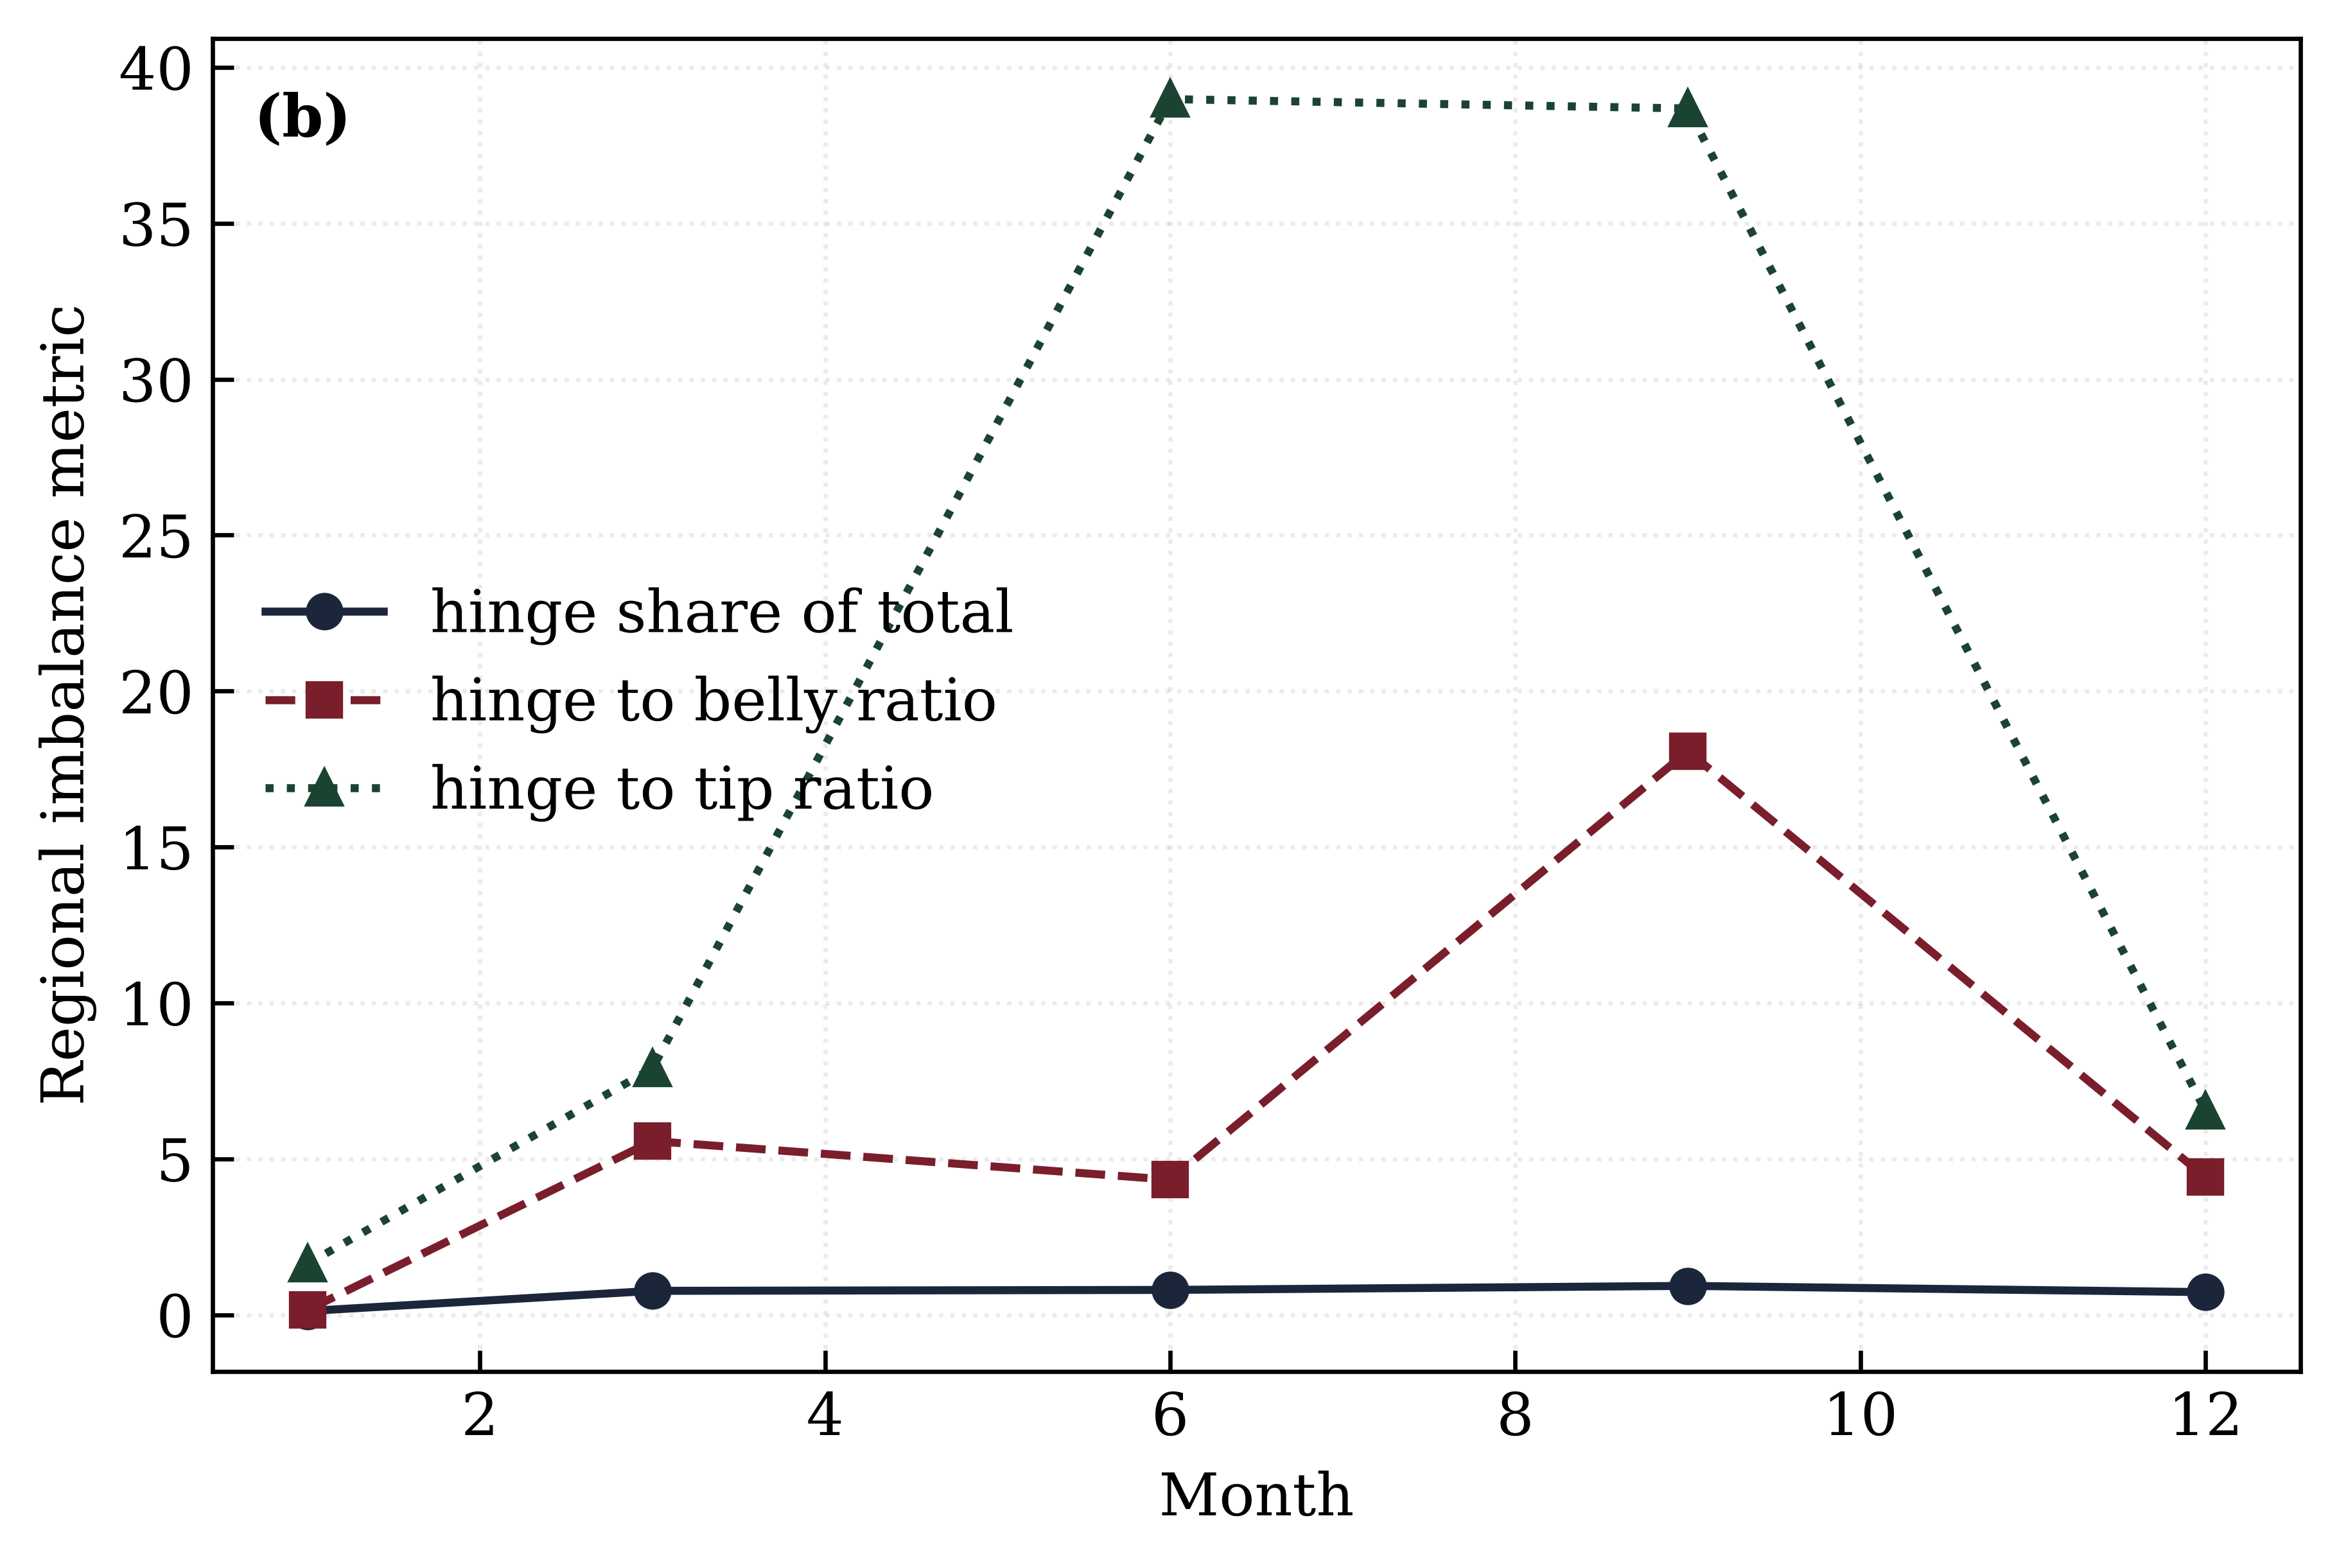 (b)
Regional imbalance metric
40
35
30
25
20
15
10
5
0
hinge share of total
hinge to belly ratio
hinge to tip ratio
2 4 6 8 10 12
Month